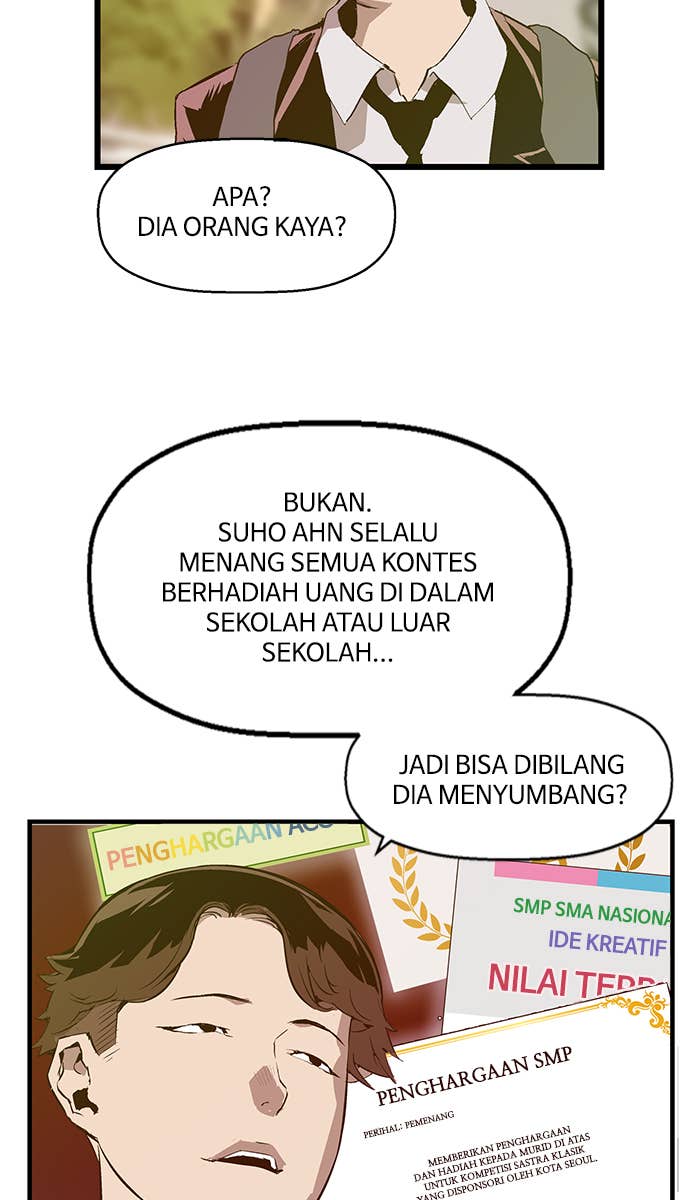 APA?
DIA ORANG KAYA?
BUKAN.
SUHO AHN SELALU
MENANG SEMUA KONTES
BERHADIAH UANG DI DALAM
SEKOLAH ATAU LUAR
SEKOLAH...
JADI BISA DIBILANG
DIA MENYUMBANG?
PENGHARGAAN
SMP SMA NASIONA
IDE KREATIF
NILAI
PENGHARGAAN SMP
PERIHAL: PEMENANG
MEMBERIKAN PENGHARGAAN
DAN HADIAH KEPADA MURID DI ATAS
UNTUK KOMPETISI SASTRA KLASIK
YANG DISPONSORI OLEH KOTA SEOUL.